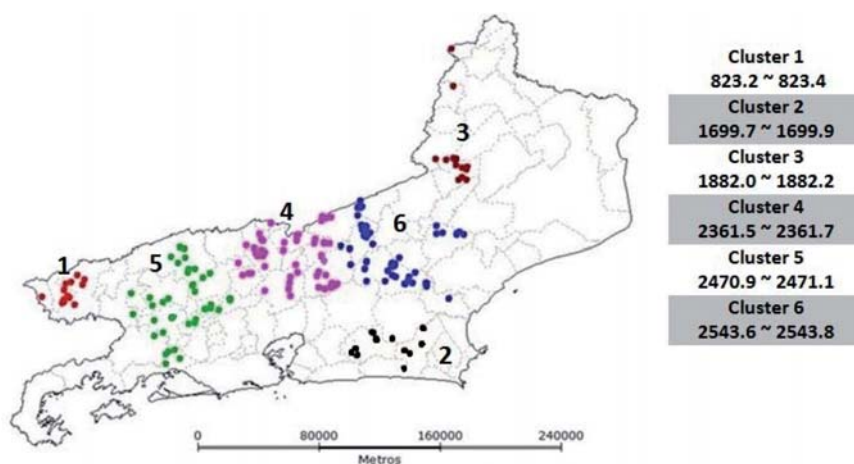 Cluster 1
823.2 ~ 823.4
Cluster 2
1699.7 ~ 1699.9
Cluster 3
1882.0 ~ 1882.2
Cluster 4
2361.5 ~ 2361.7
Cluster 5
2470.9 ~ 2471.1
Cluster 6
2543.6 ~ 2543.8
3
4
6
1
5
2
0 80000 160000 240000
Metros